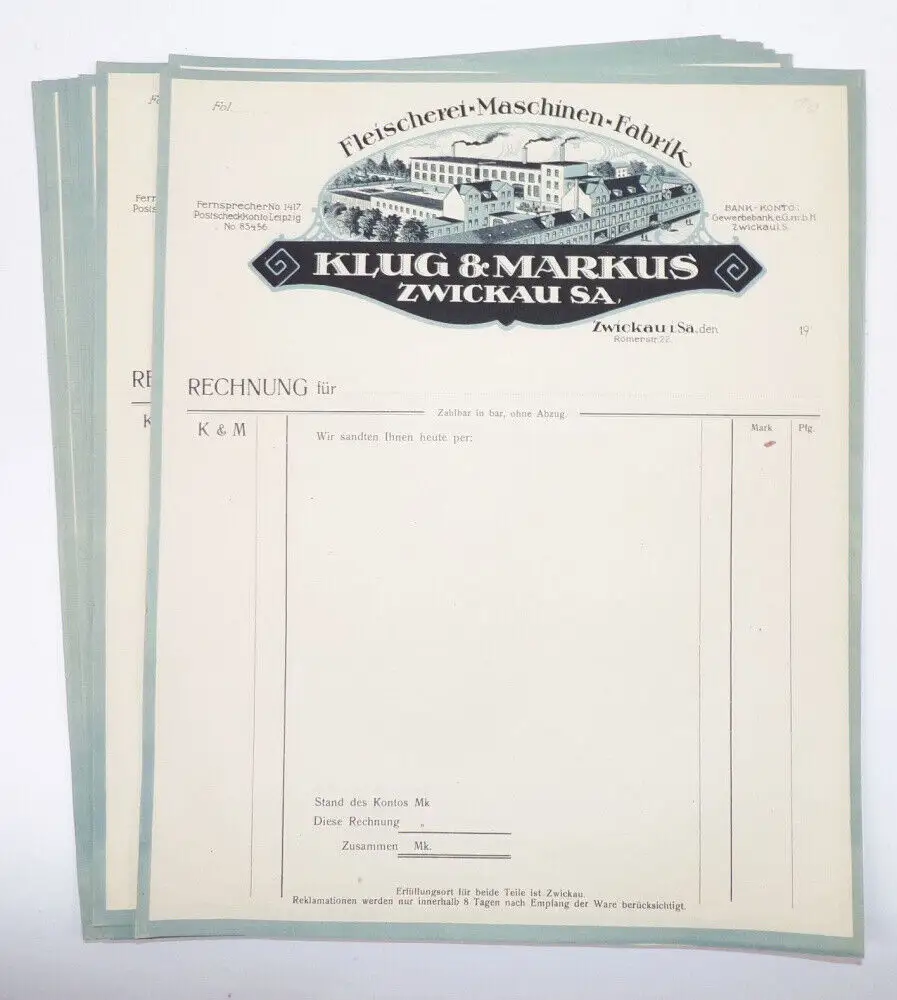 Fol.
Fleischerei-Maschinen-Fabrik
Fernsprecher No. 1417.
Postscheckkonto Leipzig
No. 83456.
BANK-KONTO:
Gewerbebank e.G.m.b.H
Zwickau i.S.
KLUG & MARKUS
ZWICKAU SA.
Zwickau i. Sa., den 19
Römerstr. 22.
RECHNUNG für
Zahlbar in bar, ohne Abzug.
K & M
Mark Pfg.
Wir sandten Ihnen heute per:
Stand des Kontos Mk
Diese Rechnung "
Zusammen Mk.
Erfüllungsort für beide Teile ist Zwickau.
Reklamationen werden nur innerhalb 8 Tagen nach Empfang der Ware berücksichtigt.
Fern
Posts
RE
K